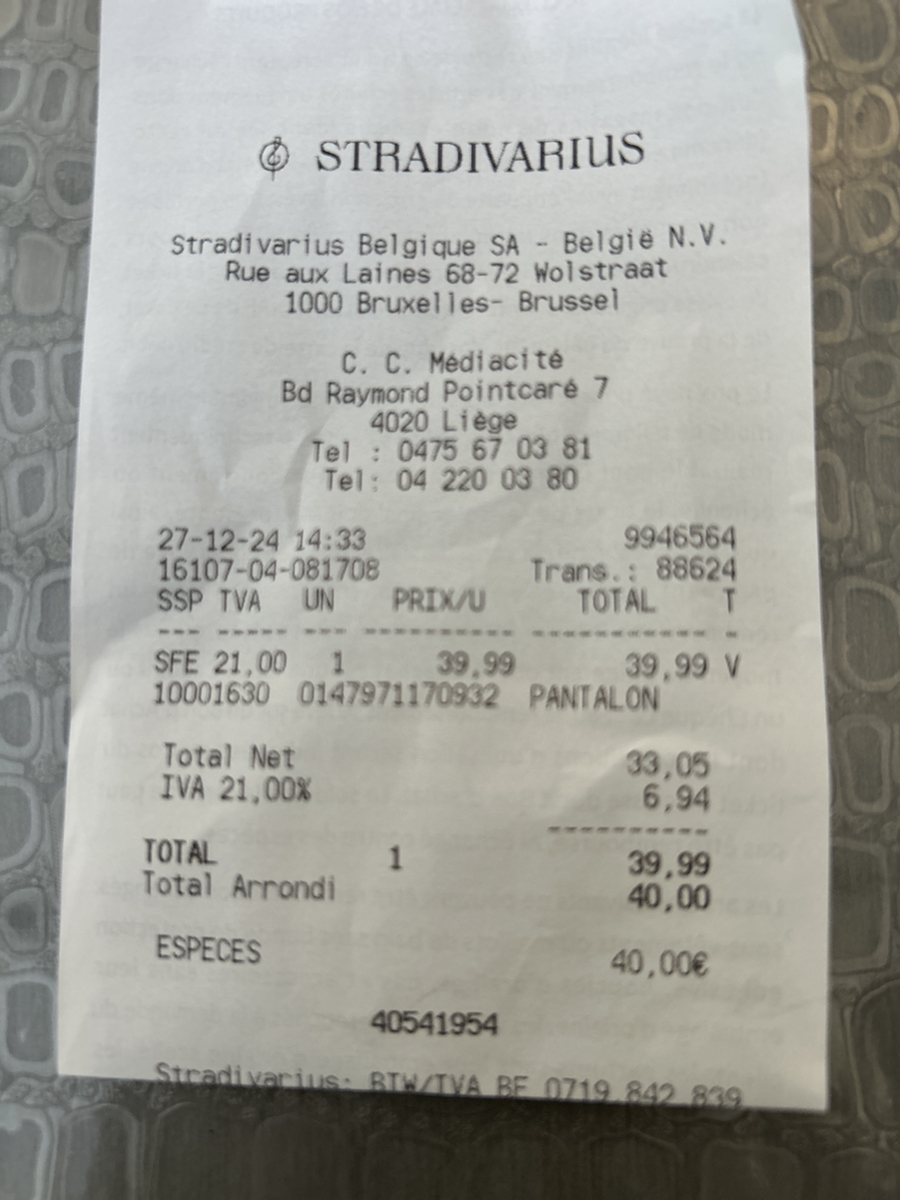 STRADIVARIUS
Stradivarius Belgique SA - België N.V.
Rue aux Laines 68-72 Wolstraat
1000 Bruxelles- Brussel
C. C. Médiacité
Bd Raymond Pointcaré 7
4020 Liège
Tel : 0475 67 03 81
Tel: 04 220 03 80
27-12-24 14:33 9946564
16107-04-081708 Trans.: 88624
SSP TVA UN PRIX/U TOTAL T
--- ----- --- ---------- ----------- -
SFE 21,00 1 39,99 39,99 V
10001630 0147971170932 PANTALON
Total Net 33,05
IVA 21,00% 6,94
----------
TOTAL 1 39,99
Total Arrondi 40,00
ESPECES 40,00€
40541954
Stradivarius: BTW/TVA BE 0719 842 839